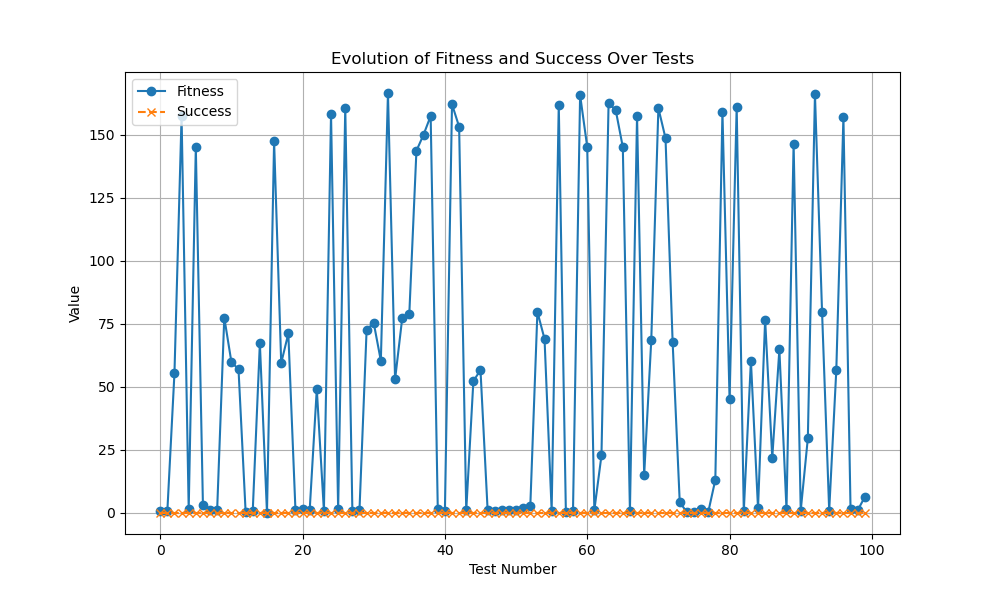 Evolution of Fitness and Success Over Tests
Fitness
Success
150
125
100
75
50
25
0
Value
0 20 40 60 80 100
Test Number